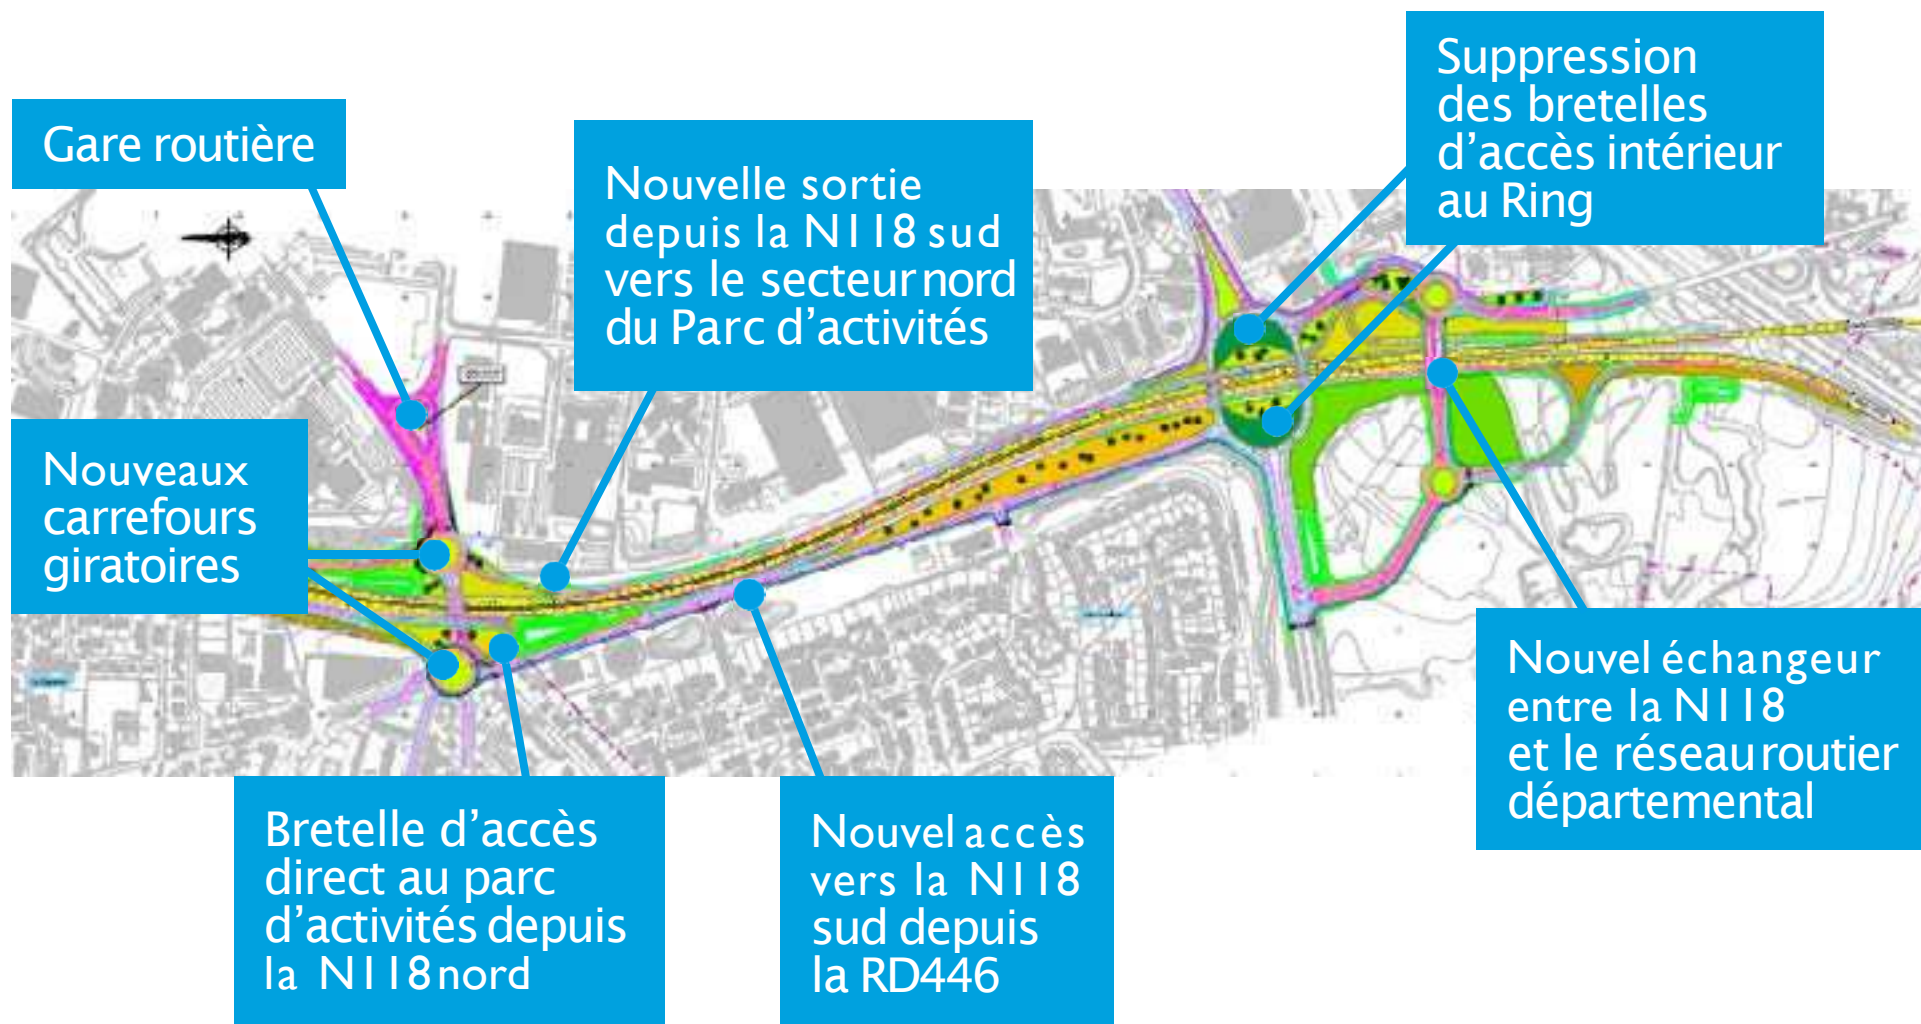 Suppression
des bretelles
d’accès intérieur
au Ring
Gare routière
Nouvelle sortie
depuis la N118 sud
vers le secteur nord
du Parc d’activités
Nouveaux
carrefours
giratoires
Nouvel échangeur
entre la N118
et le réseau routier
départemental
Bretelle d’accès
direct au parc
d’activités depuis
la N118 nord
Nouvel accès
vers la N118
sud depuis
la RD446